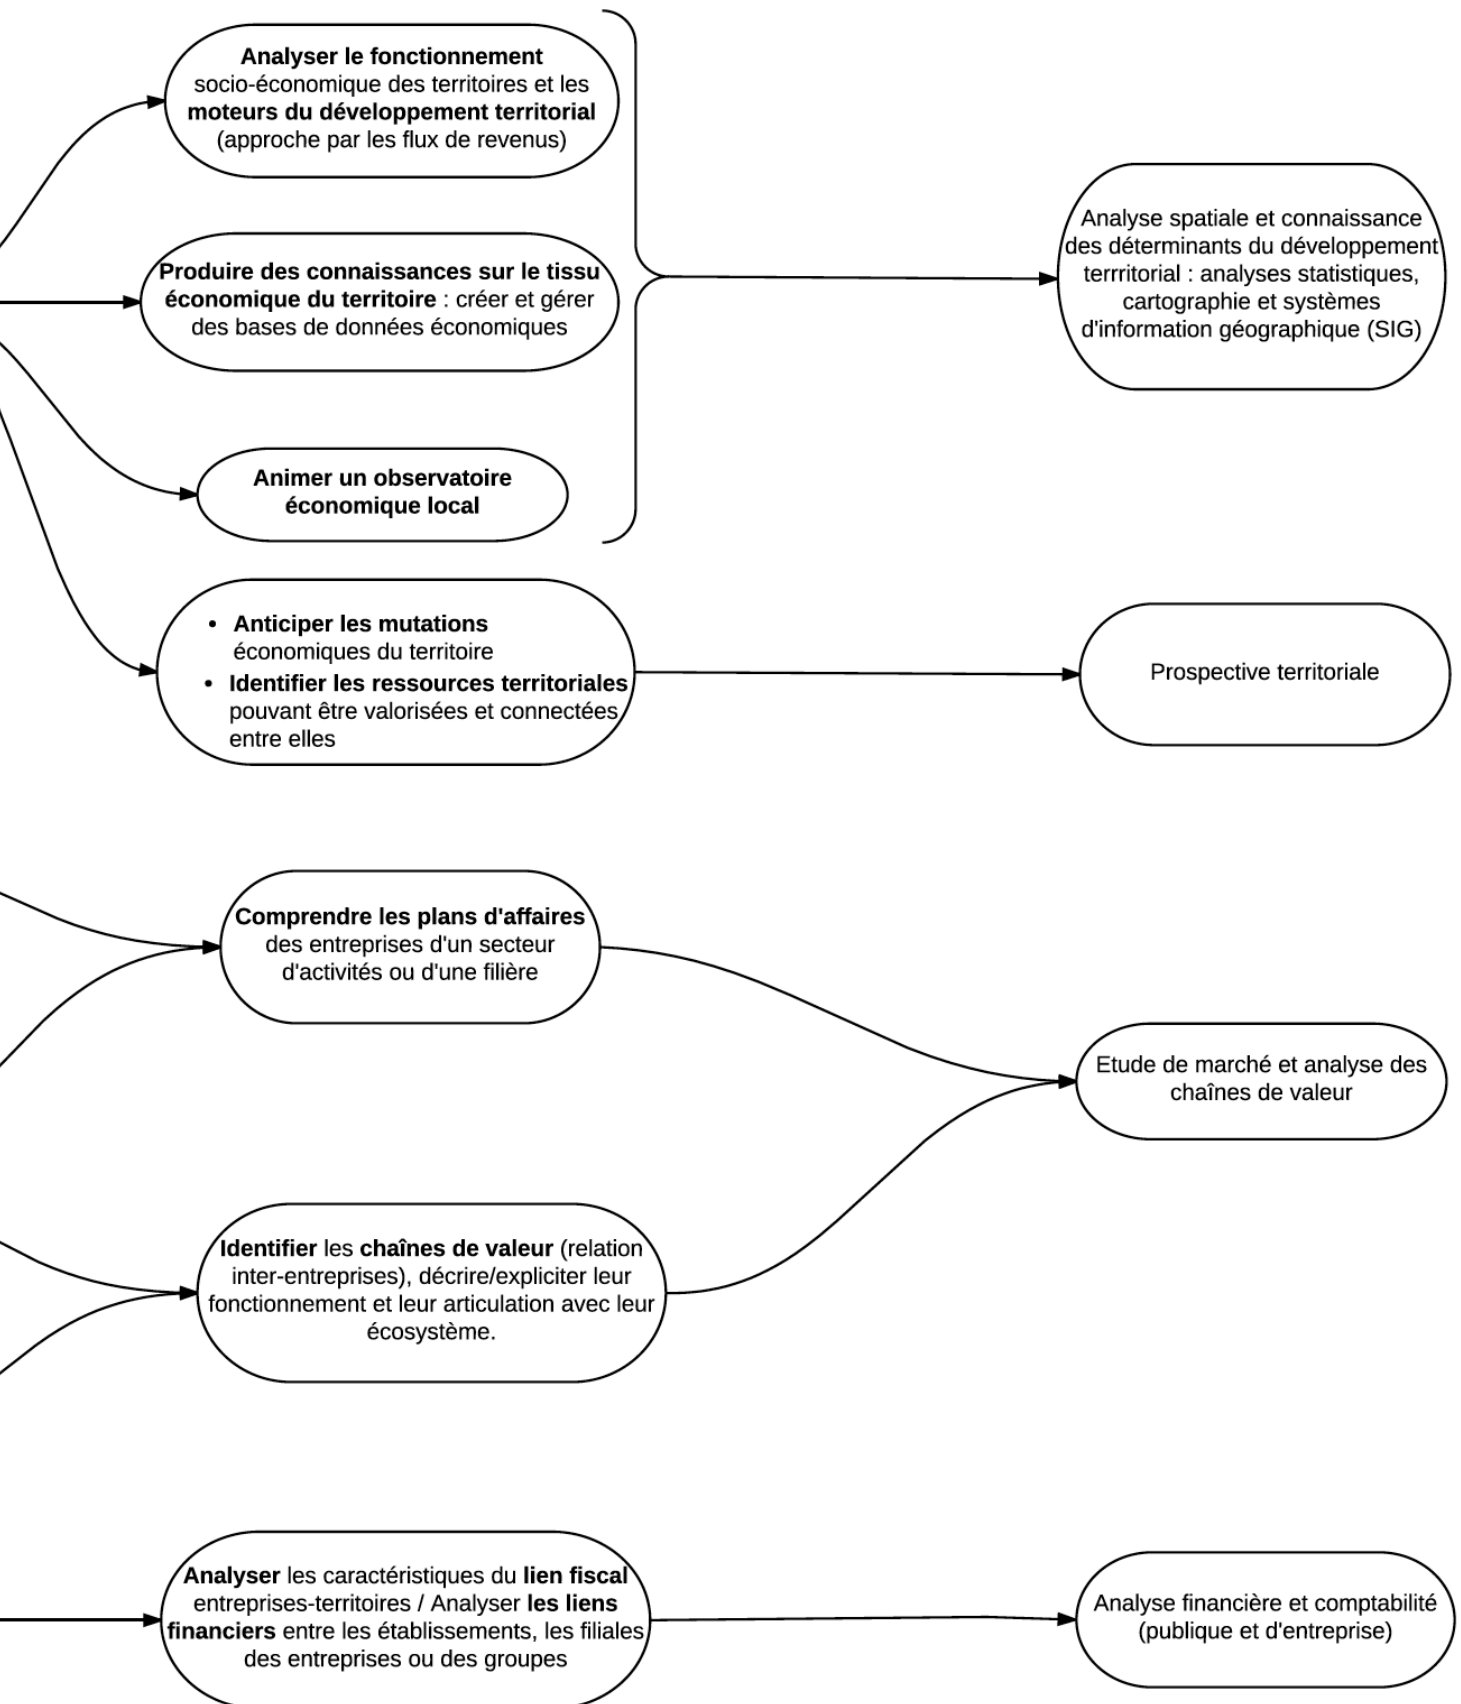 Analyser le fonctionnement
socio-économique des territoires et les
moteurs du développement territorial
(approche par les flux de revenus)
Produire des connaissances sur le tissu
économique du territoire : créer et gérer
des bases de données économiques
Analyse spatiale et connaissance
des déterminants du développement
terrritorial : analyses statistiques,
cartographie et systèmes
d'information géographique (SIG)
Animer un observatoire
économique local
• Anticiper les mutations
économiques du territoire
• Identifier les ressources territoriales
pouvant être valorisées et connectées
entre elles
Prospective territoriale
Comprendre les plans d'affaires
des entreprises d'un secteur
d'activités ou d'une filière
Etude de marché et analyse des
chaînes de valeur
Identifier les chaînes de valeur (relation
inter-entreprises), décrire/expliciter leur
fonctionnement et leur articulation avec leur
écosystème.
Analyser les caractéristiques du lien fiscal
entreprises-territoires / Analyser les liens
financiers entre les établissements, les filiales
des entreprises ou des groupes
Analyse financière et comptabilité
(publique et d'entreprise)